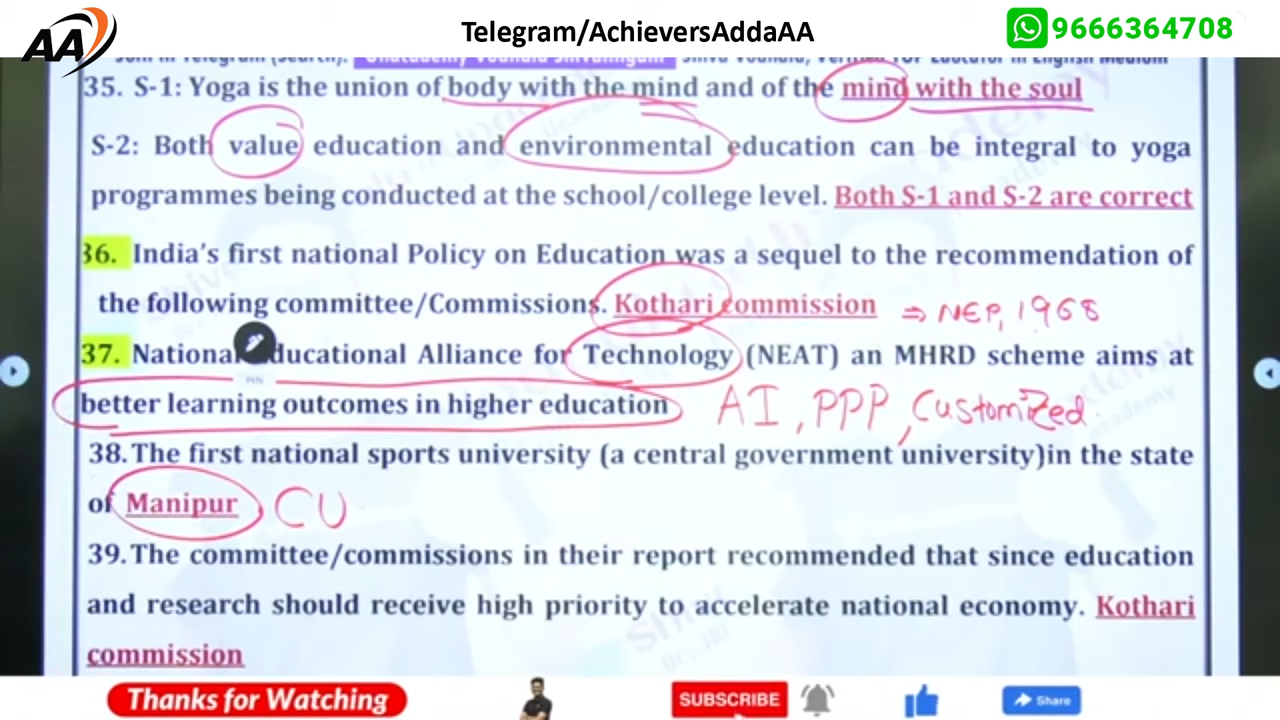 AA
Telegram/AchieversAddaAA
9666364708
35. S-1: Yoga is the union of body with the mind and of the mind with the soul
S-2: Both value education and environmental education can be integral to yoga
programmes being conducted at the school/college level. Both S-1 and S-2 are correct
36. India's first national Policy on Education was a sequel to the recommendation of
the following committee/Commissions. Kothari commission ⇒ NEP, 1968
37. National Educational Alliance for Technology (NEAT) an MHRD scheme aims at
PEN
better learning outcomes in higher education AI, PPP, Customized.
38.The first national sports university (a central government university)in the state
of Manipur CU
39.The committee/commissions in their report recommended that since education
and research should receive high priority to accelerate national economy. Kothari
commission
Thanks for Watching
SUBSCRIBE
Share